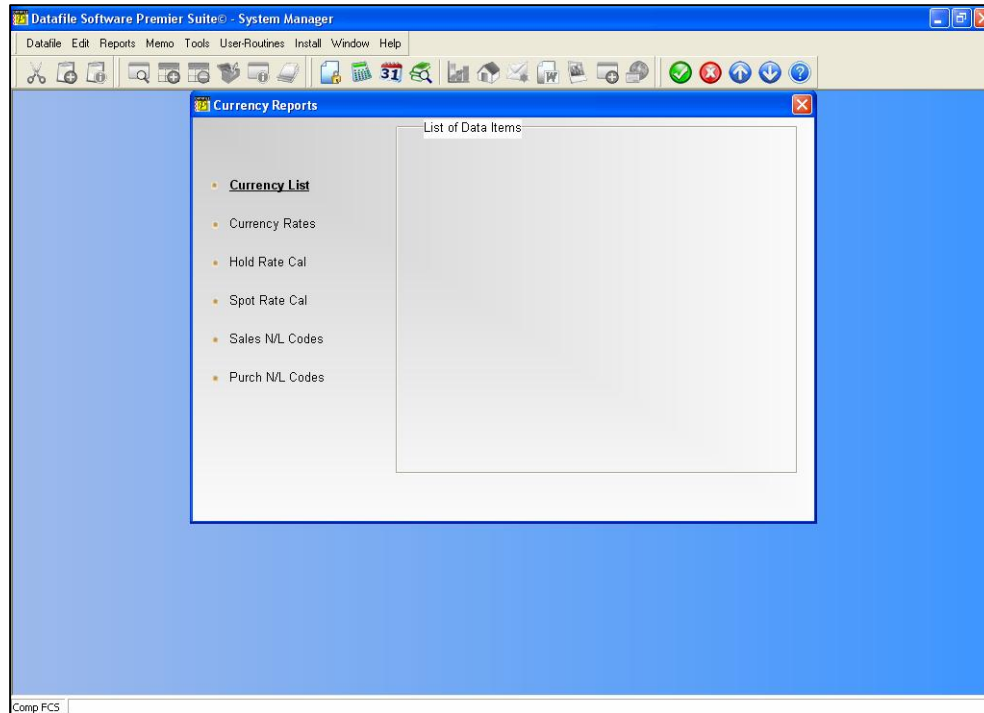 Datafile Software Premier Suite© - System Manager
Datafile Edit Reports Memo Tools User-Routines Install Window Help
31
Currency Reports
List of Data Items
Currency List
Currency Rates
Hold Rate Cal
Spot Rate Cal
Sales N/L Codes
Purch N/L Codes
Comp FCS